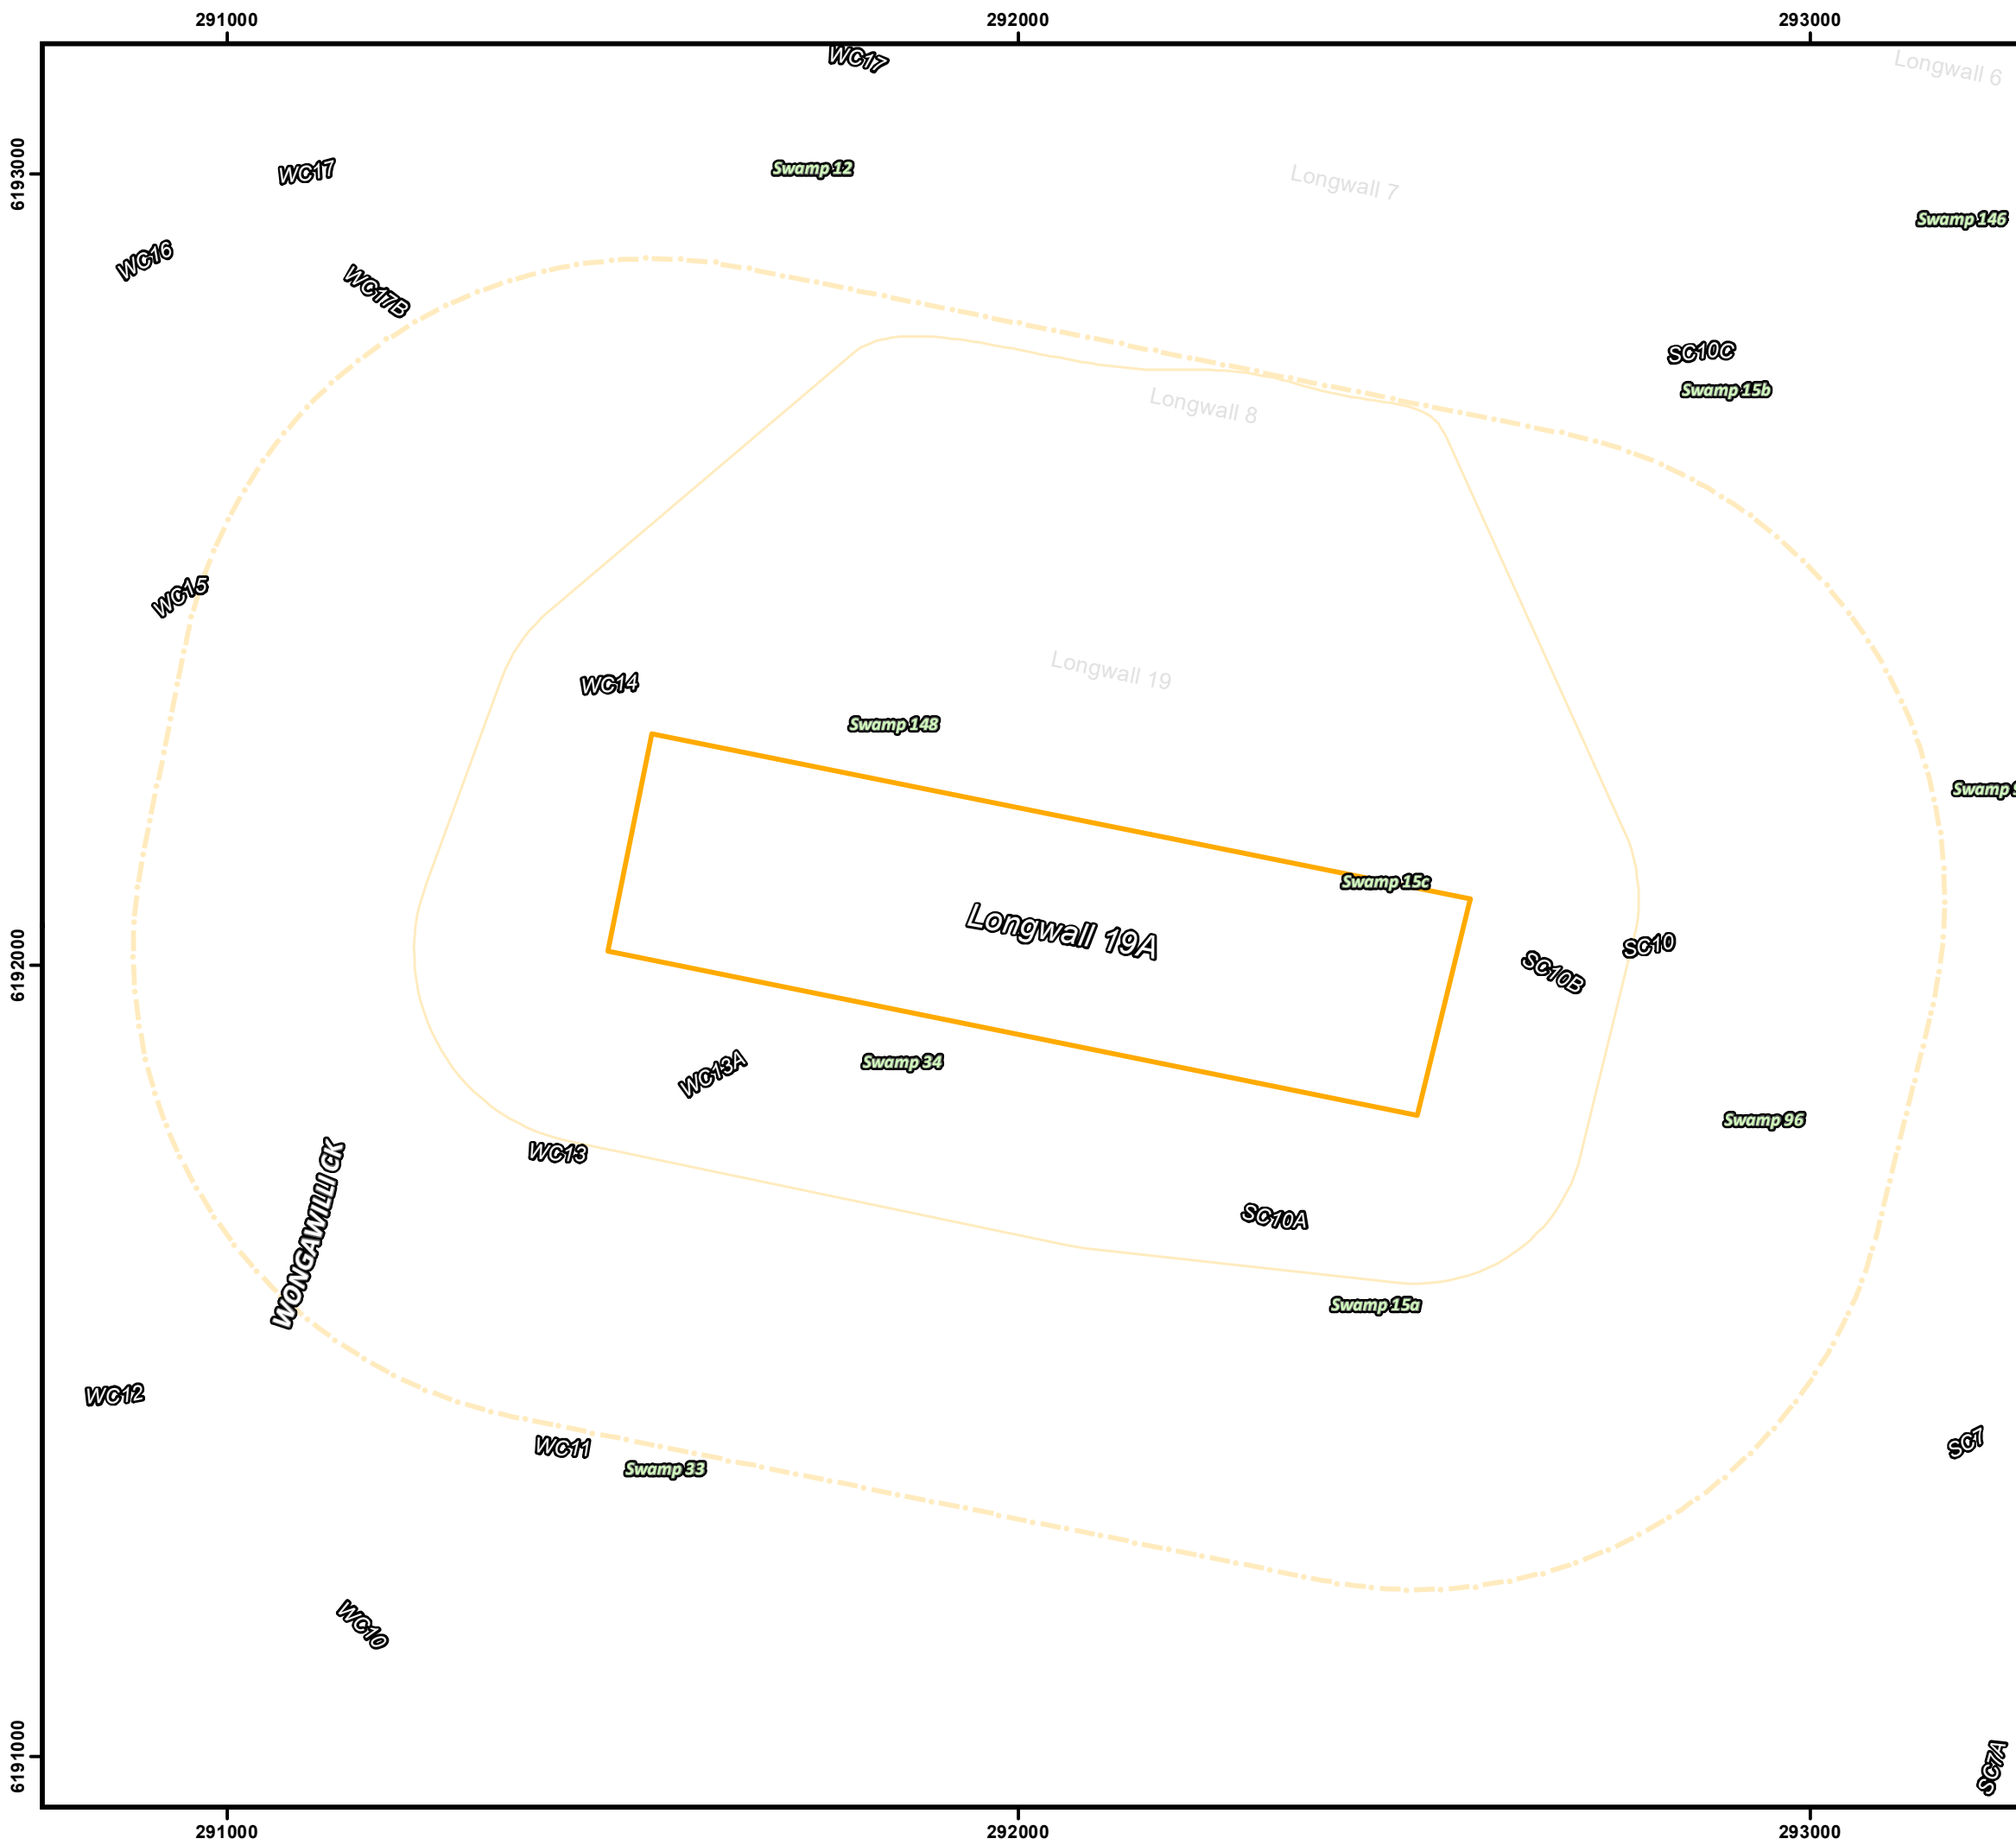 291000
292000
293000
WC17
Longwall 6
6193000
WC17
Swamp 12
Longwall 7
Swamp 146
WC16
WC17B
SC10C
Swamp 15b
Longwall 8
WC15
Longwall 19
WC14
Swamp 148
Swamp 9
Swamp 15c
Longwall 19A
SC10
SC10B
6192000
Swamp 34
WC13A
Swamp 96
WC13
WONGAWILLI CK
SC10A
Swamp 15a
WC12
WC11
Swamp 33
SC7
WC10
6191000
SC7A
291000
292000
293000